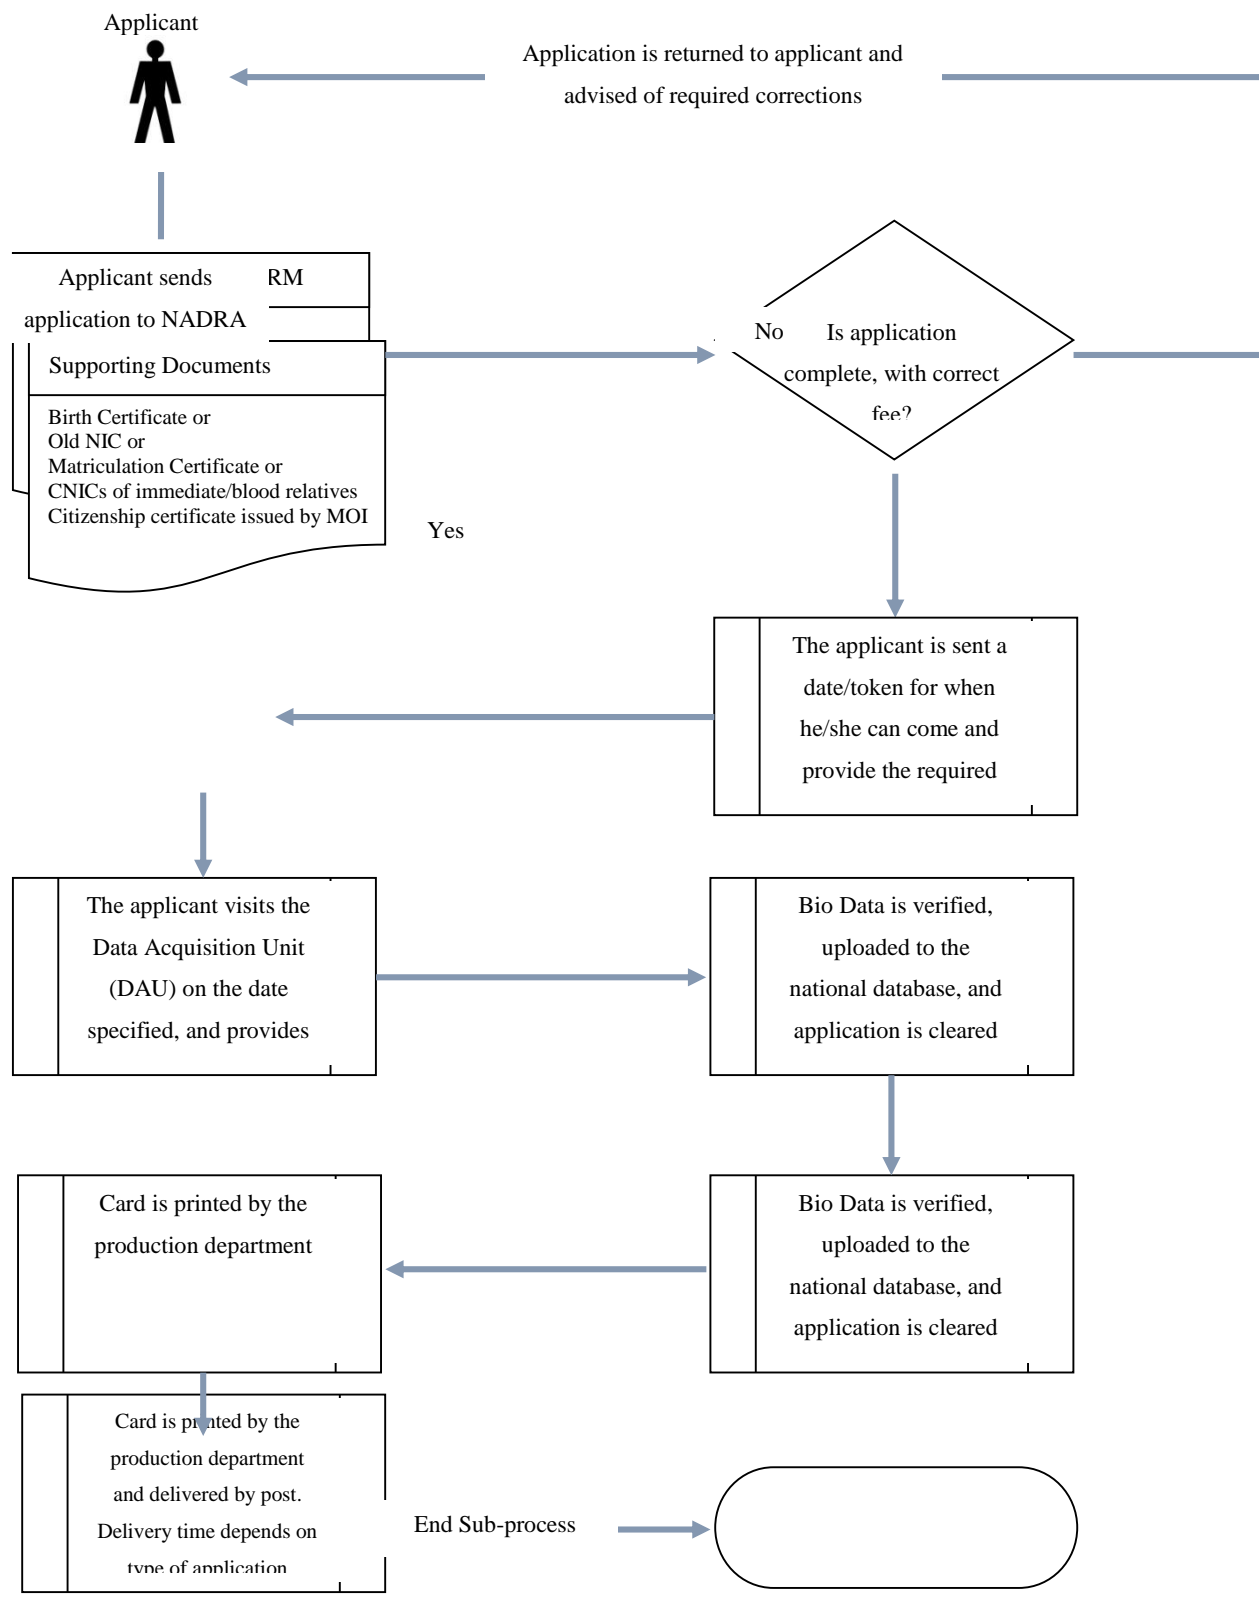 Applicant
Application is returned to applicant and
advised of required corrections
Applicant sends
RM
application to NADRA
Supporting Documents
Birth Certificate or
Old NIC or
Matriculation Certificate or
CNICs of immediate/blood relatives
Citizenship certificate issued by MOI
No
Is application
complete, with correct
fee?
Yes
The applicant is sent a
date/token for when
he/she can come and
provide the required
The applicant visits the
Data Acquisition Unit
(DAU) on the date
specified, and provides
Bio Data is verified,
uploaded to the
national database, and
application is cleared
Card is printed by the
production department
Bio Data is verified,
uploaded to the
national database, and
application is cleared
Card is printed by the
production department
and delivered by post.
Delivery time depends on
type of application
End Sub-process